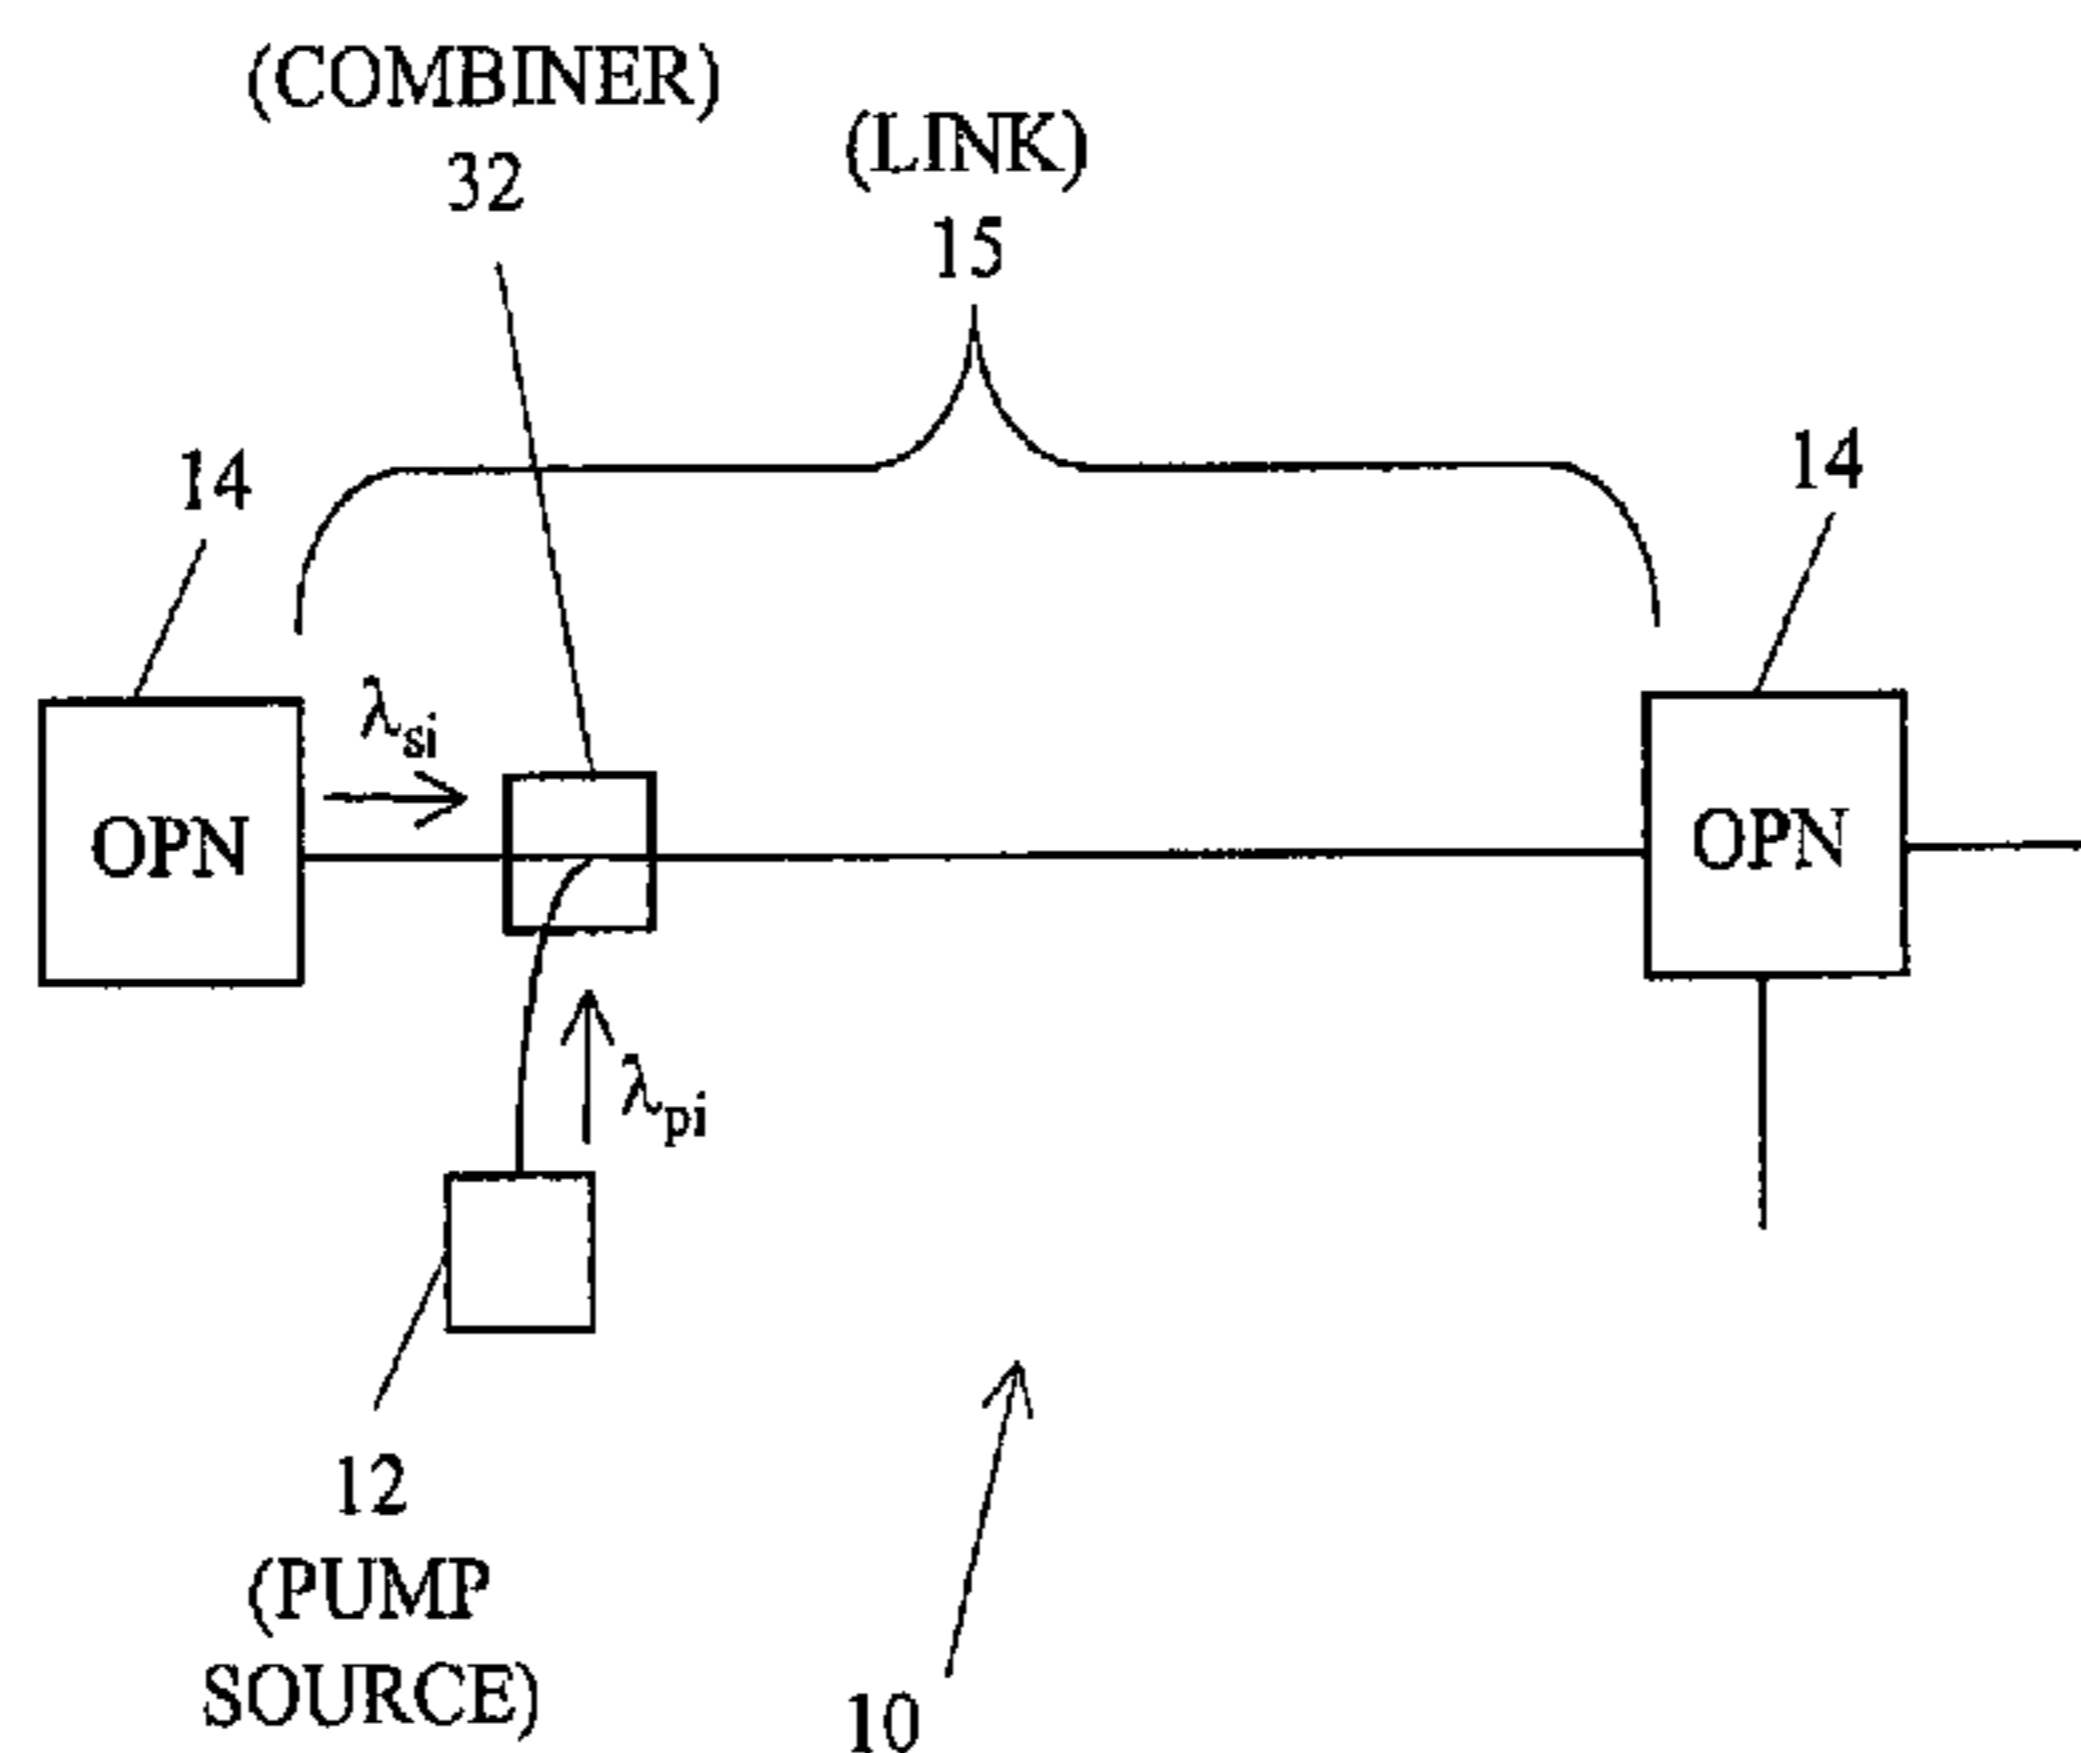 (COMBINER)
32
(LINK)
15
14
14
λsi
OPN
OPN
λpi
12
(PUMP
SOURCE)
10